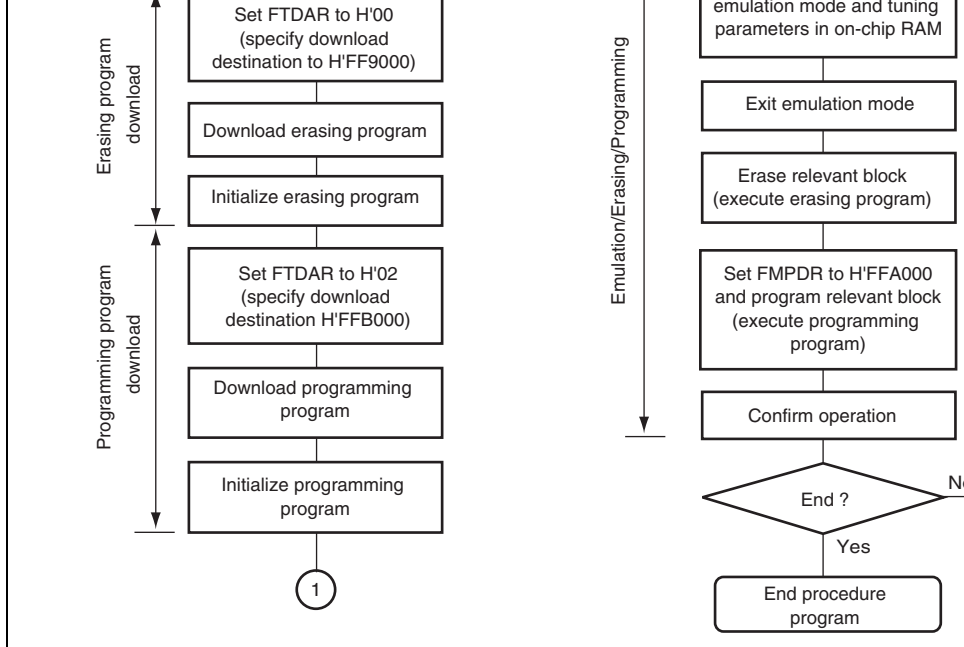 Erasing program
download
Set FTDAR to H'00
(specify download
destination to H'FF9000)
Download erasing program
Initialize erasing program
Programming program
download
Set FTDAR to H'02
(specify download
destination H'FFB000)
Download programming
program
Initialize programming
program
1
Emulation/Erasing/Programming
emulation mode and tuning
parameters in on-chip RAM
Exit emulation mode
Erase relevant block
(execute erasing program)
Set FMPDR to H'FFA000
and program relevant block
(execute programming
program)
Confirm operation
End ?
Yes
End procedure
program